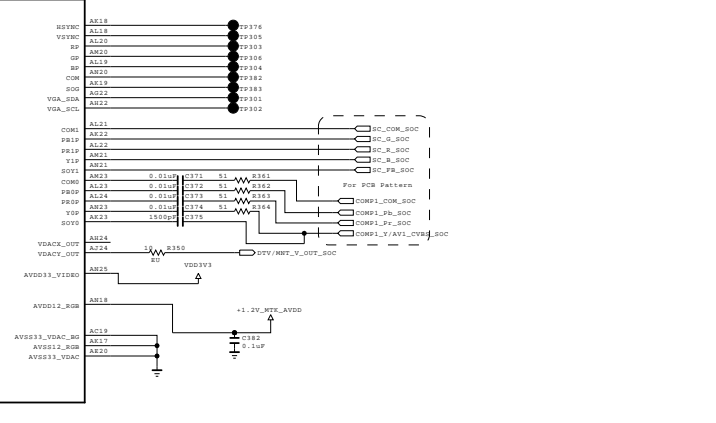 HSYNC AK18 TP376
VSYNC AL18 TP305
RP AL20 TP303
GP AM20 TP306
BP AL19 TP304
COM AN20 TP382
SOG AK19 TP383
VGA_SDA AG22 TP301
VGA_SCL AH22 TP302
COM1 AL21 SC_COM_SOC
PB1P AK22 SC_G_SOC
PR1P AL22 SC_R_SOC
Y1P AM21 SC_B_SOC
SOY1 AN21 SC_FB_SOC
COM0 AM23 0.01uF C371 51 R361
For PCB Pattern
PB0P AL23 0.01uF C372 51 R362
PR0P AL24 0.01uF C373 51 R363
COMP1_COM_SOC
Y0P AN23 0.01uF C374 51 R364
COMP1_Pb_SOC
SOY0 AK23 1500pF C375
COMP1_Pr_SOC
COMP1_Y/AV1_CVBS_SOC
VDACX_OUT AH24
VDACY_OUT AJ24 10 R350 DTV/MNT_V_OUT_SOC
EU
VDD3V3
AVDD33_VIDEO AN25
AVDD12_RGB AN18
+1.2V_MTK_AVDD
AVSS33_VDAC_BG AC19
C382
AVSS12_RGB AK17
0.1uF
AVSS33_VDAC AE20